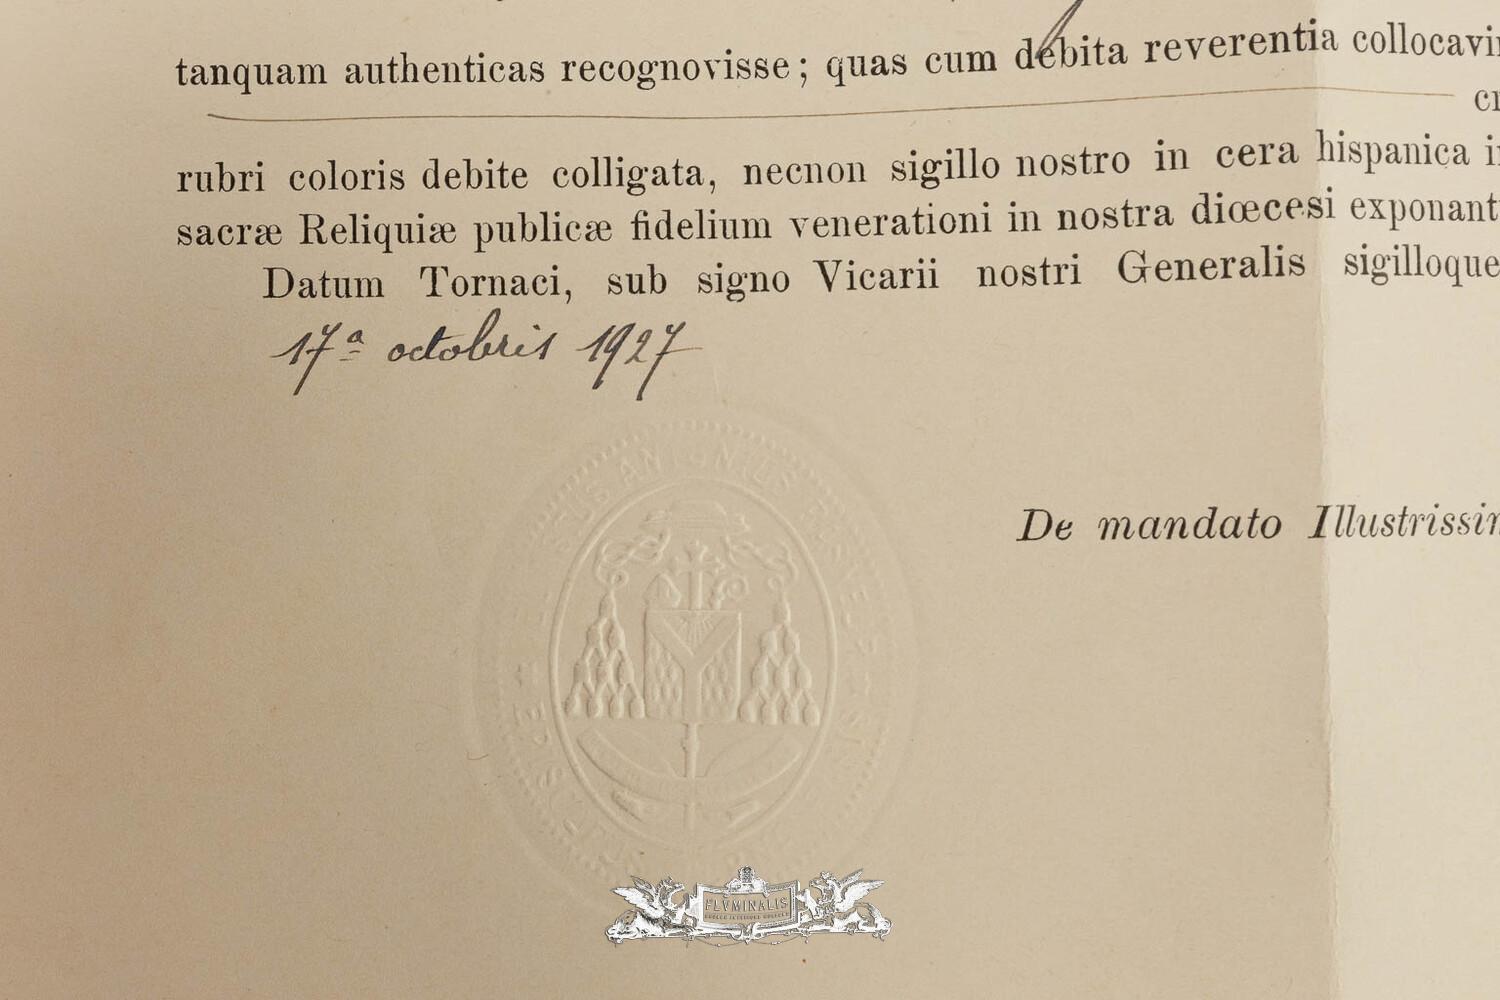 tanquam authenticas recognovisse; quas cum debita reverentia collocavi
rubri coloris debite colligata, necnon sigillo nostro in cera hispanica
sacræ Reliquiæ publicæ fidelium venerationi in nostra diœcesi exponant
Datum Tornaci, sub signo Vicarii nostri Generalis sigilloque
17ª octobris 1927
ANTONIUS
De mandato Illustrissi
FLVMINALIS